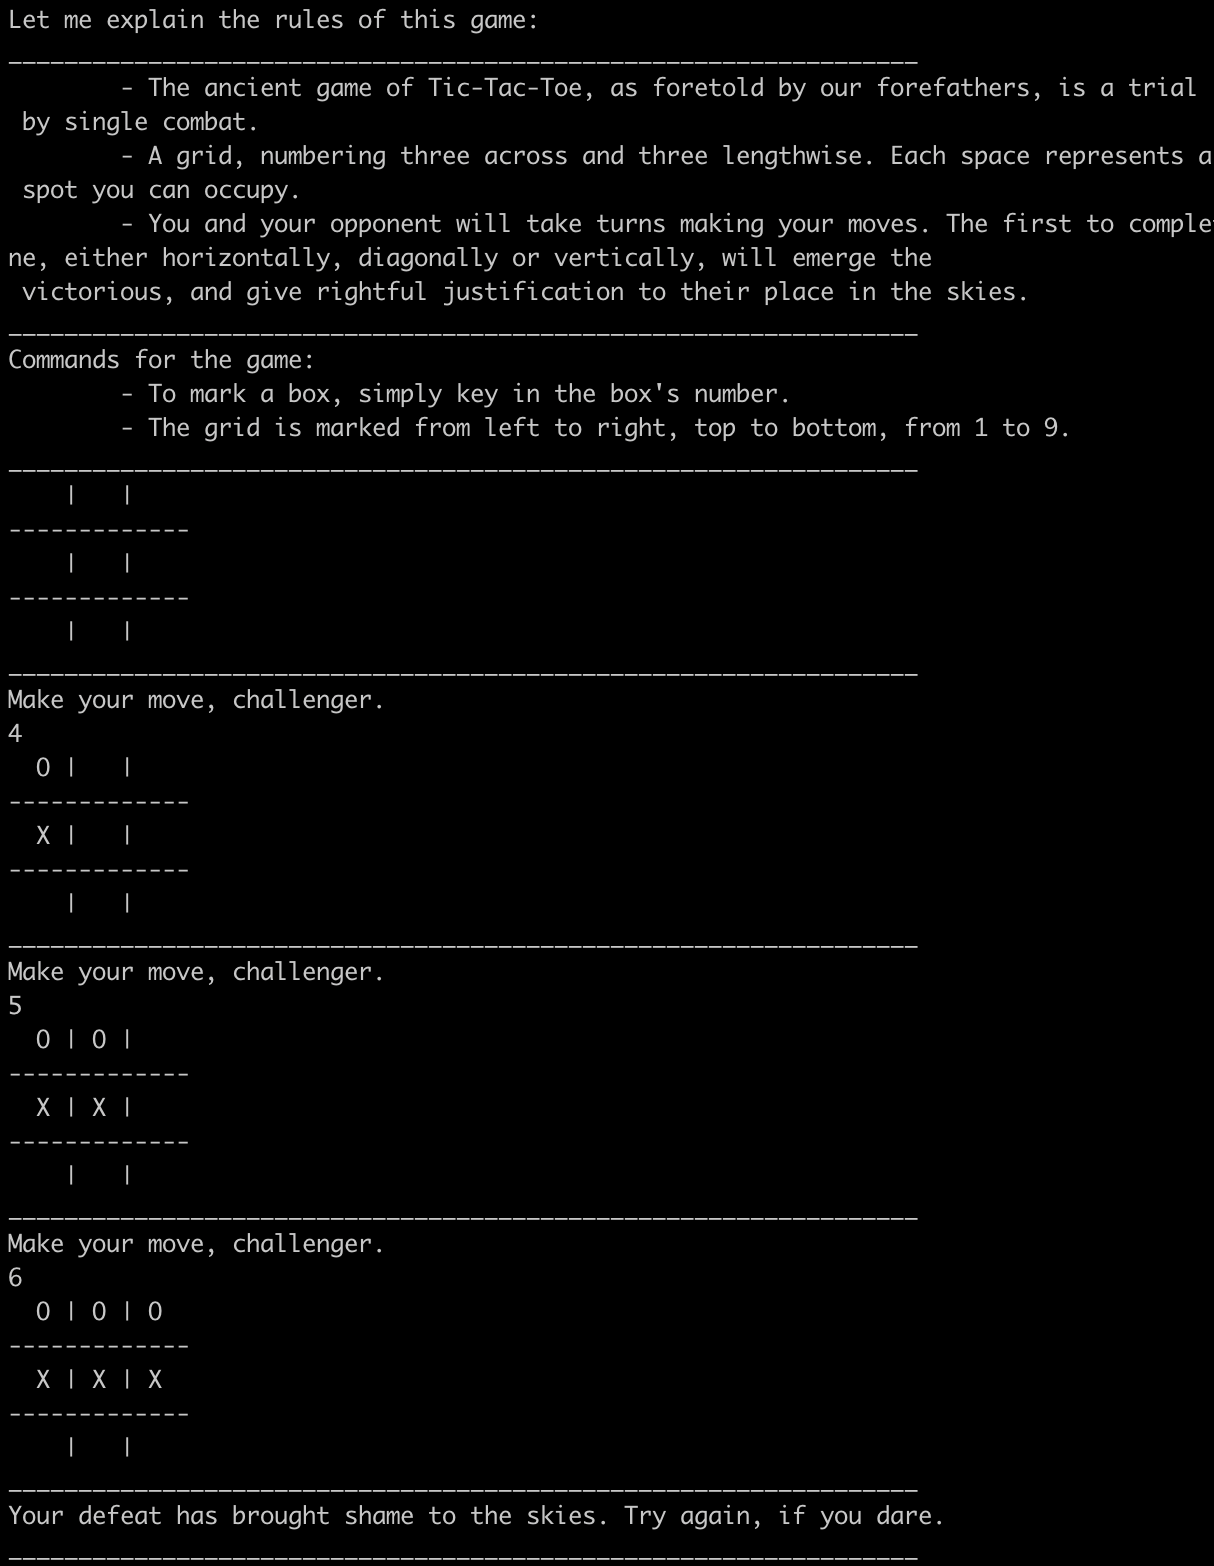 Let me explain the rules of this game:
_________________________________________________________________
        - The ancient game of Tic-Tac-Toe, as foretold by our forefathers, is a trial
 by single combat.
        - A grid, numbering three across and three lengthwise. Each space represents a
 spot you can occupy.
        - You and your opponent will take turns making your moves. The first to
ne, either horizontally, diagonally or vertically, will emerge the
 victorious, and give rightful justification to their place in the skies.
_________________________________________________________________
Commands for the game:
        - To mark a box, simply key in the box's number.
        - The grid is marked from left to right, top to bottom, from 1 to 9.
_________________________________________________________________
    |   |
-------------
    |   |
-------------
    |   |
_________________________________________________________________
Make your move, challenger.
4
  O |   |
-------------
  X |   |
-------------
    |   |
_________________________________________________________________
Make your move, challenger.
5
  O | O |
-------------
  X | X |
-------------
    |   |
_________________________________________________________________
Make your move, challenger.
6
  O | O | O
-------------
  X | X | X
-------------
    |   |
_________________________________________________________________
Your defeat has brought shame to the skies. Try again, if you dare.
_________________________________________________________________